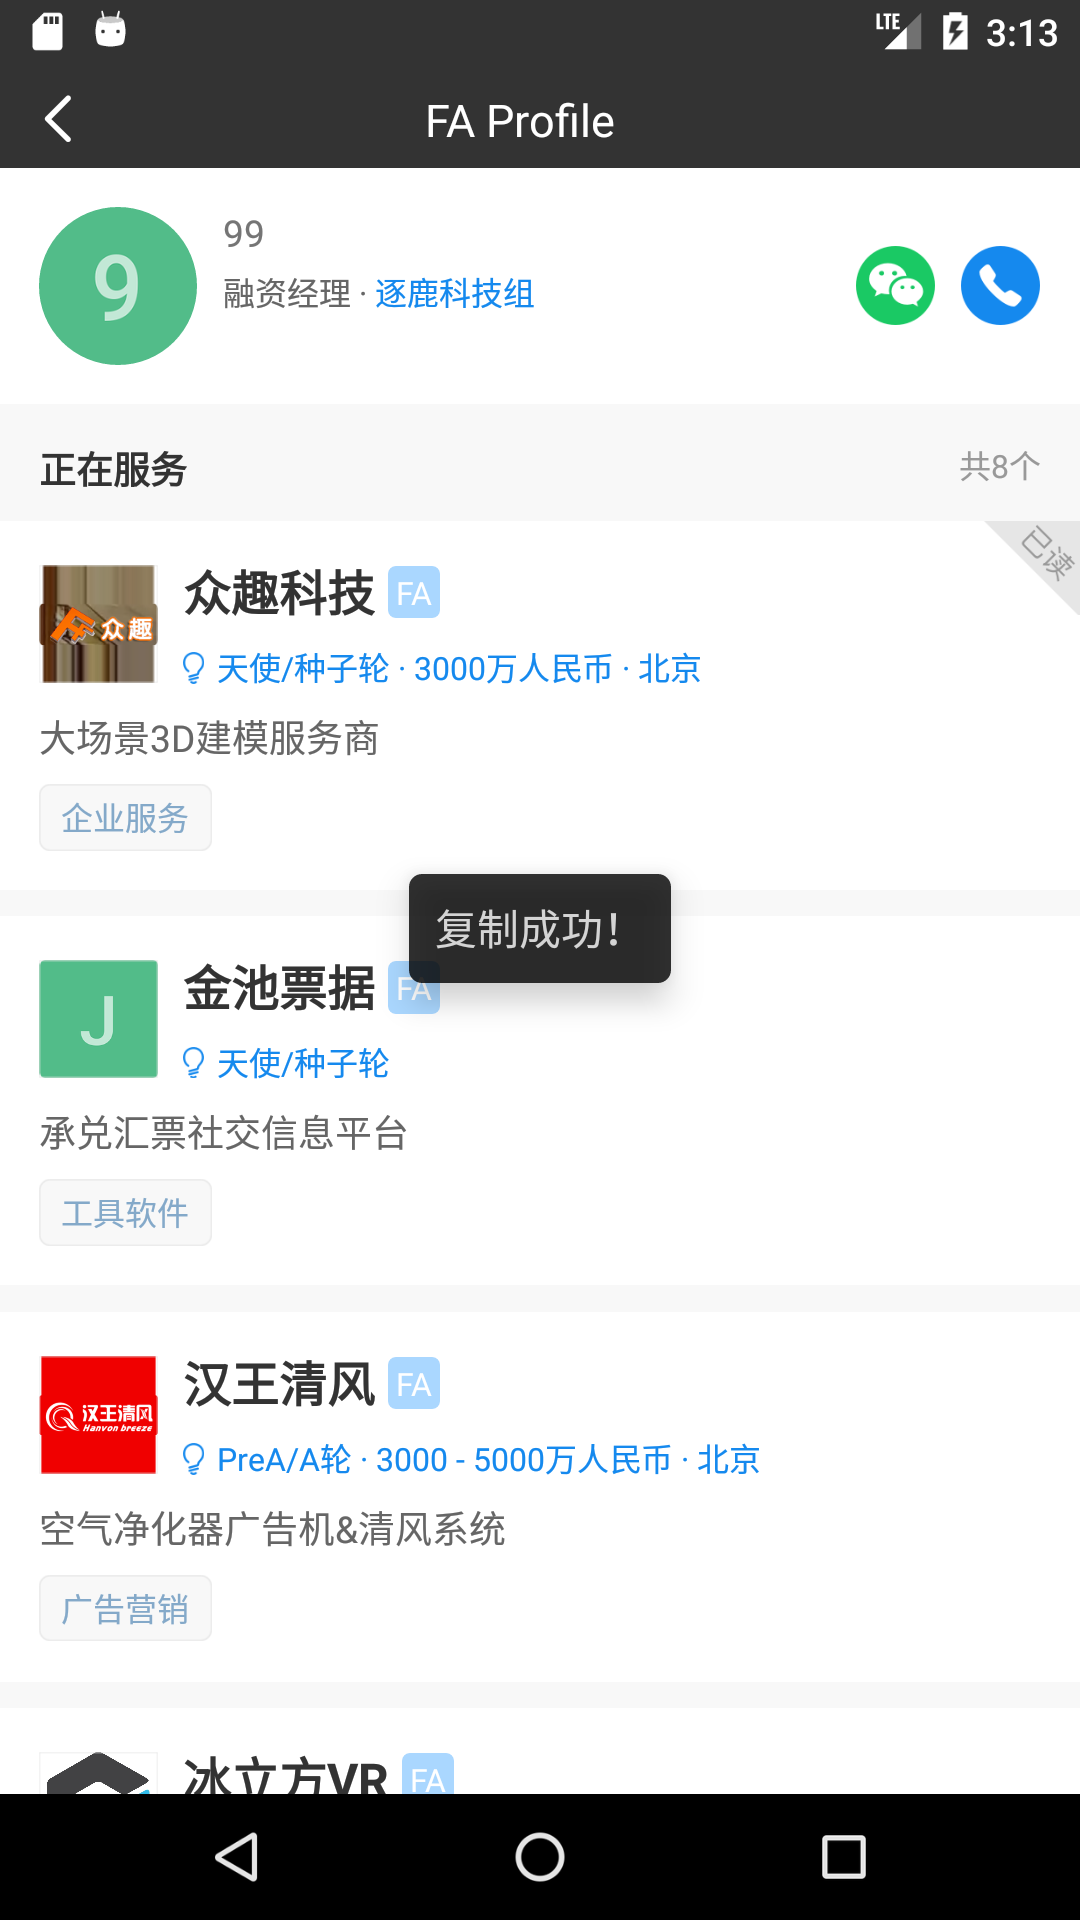 LTE 3:13
FA Profile
9
99
融资经理 · 逐鹿科技组
正在服务
共8个
已读
众趣
众趣科技 FA
天使/种子轮 · 3000万人民币 · 北京
大场景3D建模服务商
企业服务
复制成功！
J
金池票据 FA
天使/种子轮
承兑汇票社交信息平台
工具软件
汉王清风
Hanvon breeze
汉王清风 FA
PreA/A轮 · 3000 - 5000万人民币 · 北京
空气净化器广告机&清风系统
广告营销
冰立方VR FA